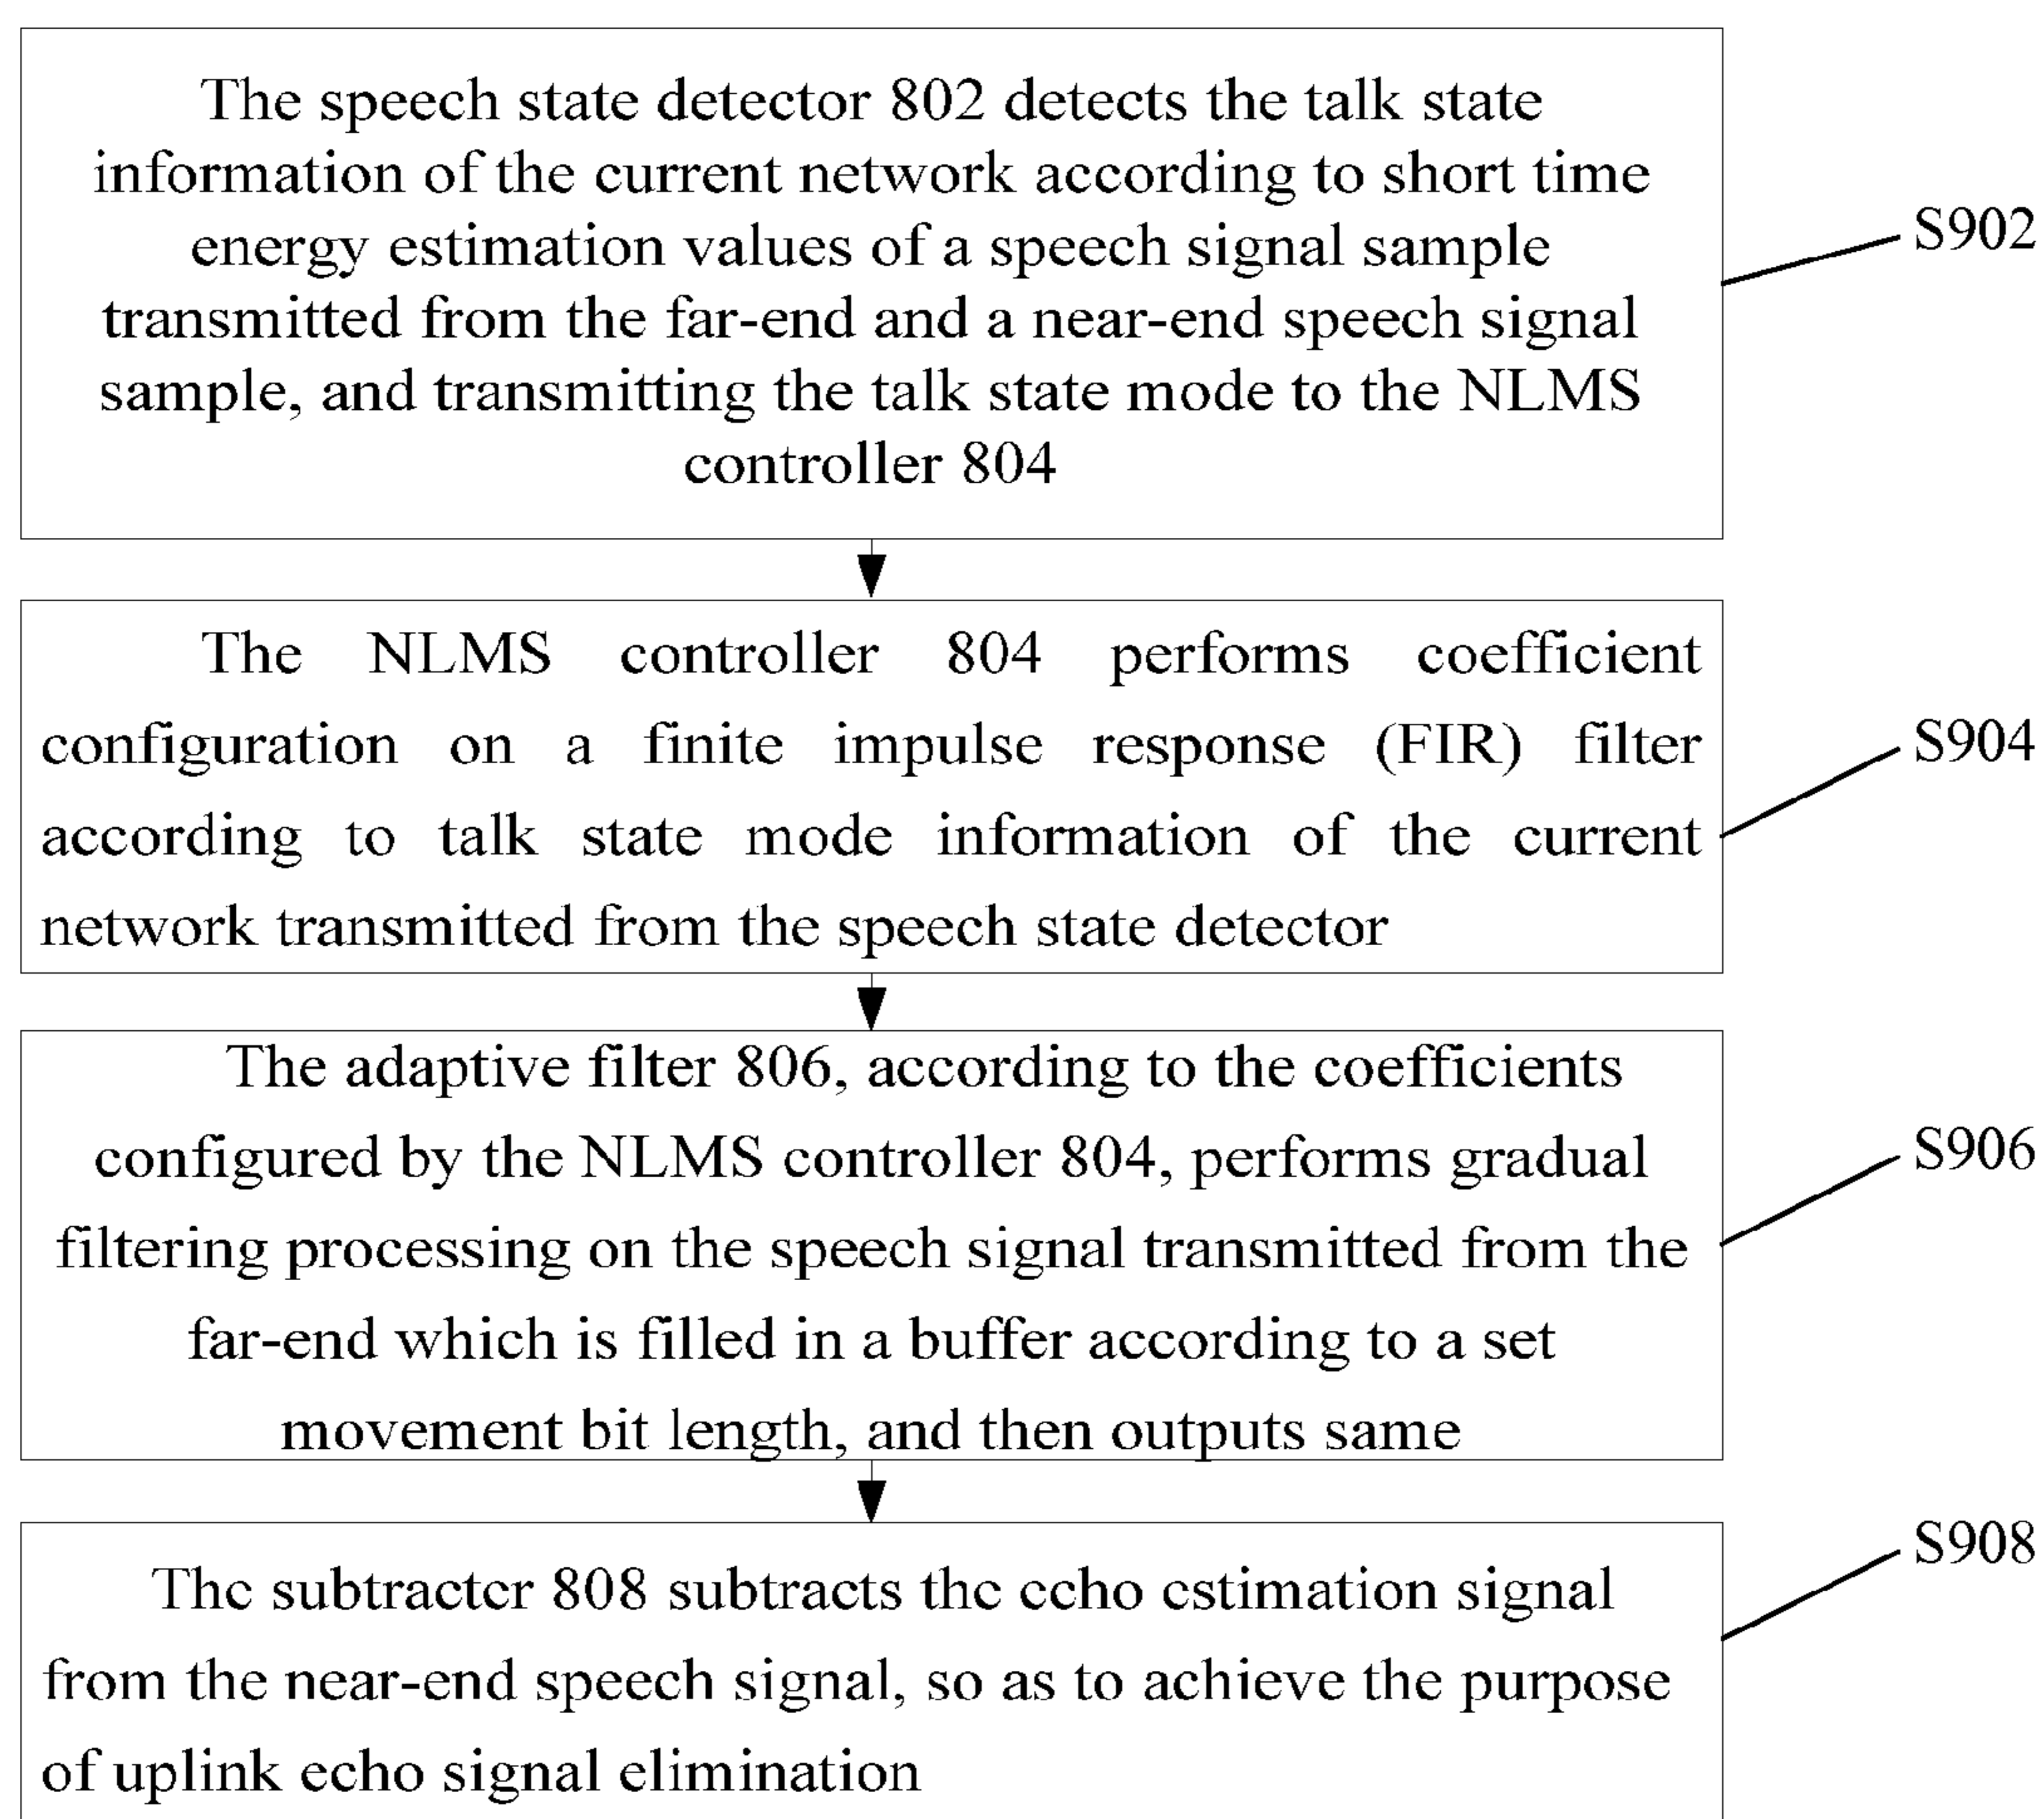 The speech state detector 802 detects the talk state
information of the current network according to short time
energy estimation values of a speech signal sample
transmitted from the far-end and a near-end speech signal
sample, and transmitting the talk state mode to the NLMS
controller 804
S902
The NLMS controller 804 performs coefficient
configuration on a finite impulse response (FIR) filter
according to talk state mode information of the current
network transmitted from the speech state detector
S904
The adaptive filter 806, according to the coefficients
configured by the NLMS controller 804, performs gradual
filtering processing on the speech signal transmitted from the
far-end which is filled in a buffer according to a set
movement bit length, and then outputs same
S906
The subtracter 808 subtracts the echo estimation signal
from the near-end speech signal, so as to achieve the purpose
of uplink echo signal elimination
S908